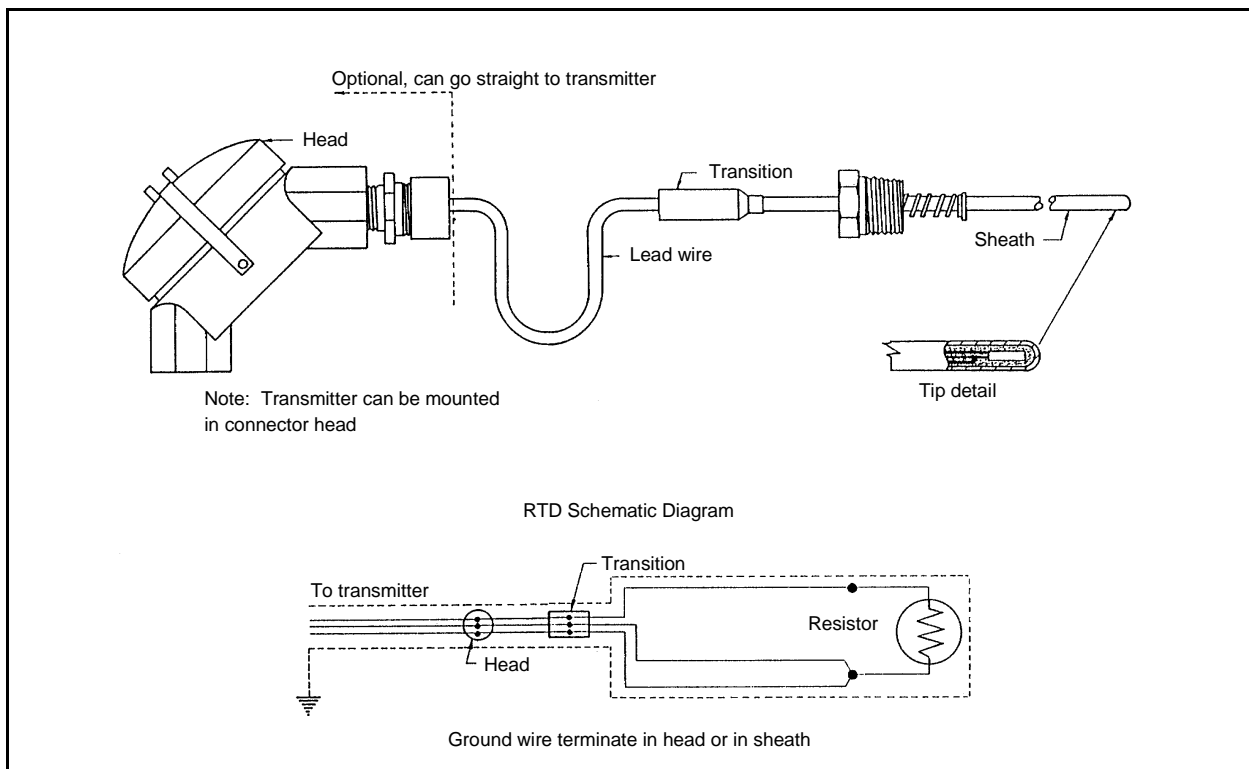 Optional, can go straight to transmitter
Head
Transition
Sheath
Lead wire
Tip detail
Note: Transmitter can be mounted
in connector head
RTD Schematic Diagram
Transition
To transmitter
Resistor
Head
Ground wire terminate in head or in sheath